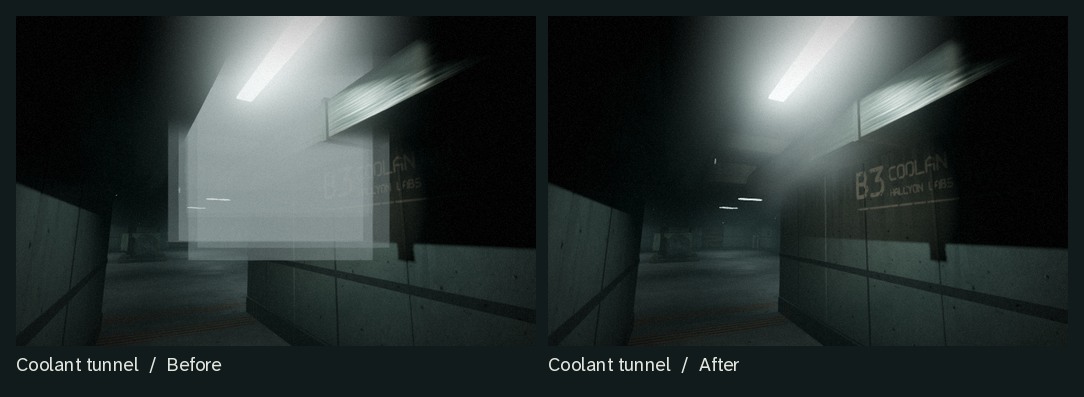 B3 COOLAN
HALCYON LABS
B3 COOLAN
HALCYON LABS
Coolant tunnel / Before
Coolant tunnel / After